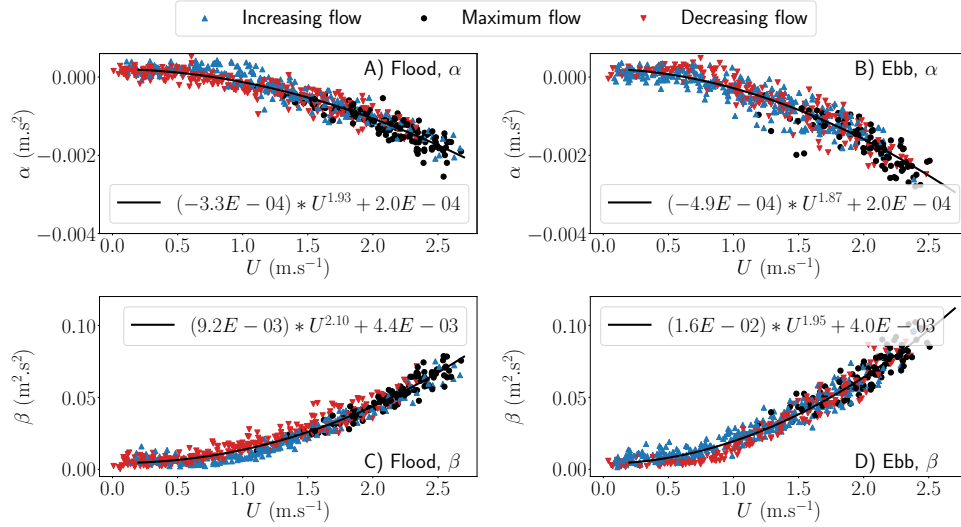 Increasing flow Maximum flow Decreasing flow
A) Flood, α
0.000
−0.002
−0.004
α (m.s²)
(−3.3E − 04) ∗ U^{1.93} + 2.0E − 04
0.0 0.5 1.0 1.5 2.0 2.5
U (m.s⁻¹)
B) Ebb, α
0.000
−0.002
−0.004
α (m.s²)
(−4.9E − 04) ∗ U^{1.87} + 2.0E − 04
0.0 0.5 1.0 1.5 2.0 2.5
U (m.s⁻¹)
(9.2E − 03) ∗ U^{2.10} + 4.4E − 03
0.10
0.05
0.00
β (m².s²)
C) Flood, β
0.0 0.5 1.0 1.5 2.0 2.5
U (m.s⁻¹)
(1.6E − 02) ∗ U^{1.95} + 4.0E − 03
0.10
0.05
0.00
β (m².s²)
D) Ebb, β
0.0 0.5 1.0 1.5 2.0 2.5
U (m.s⁻¹)